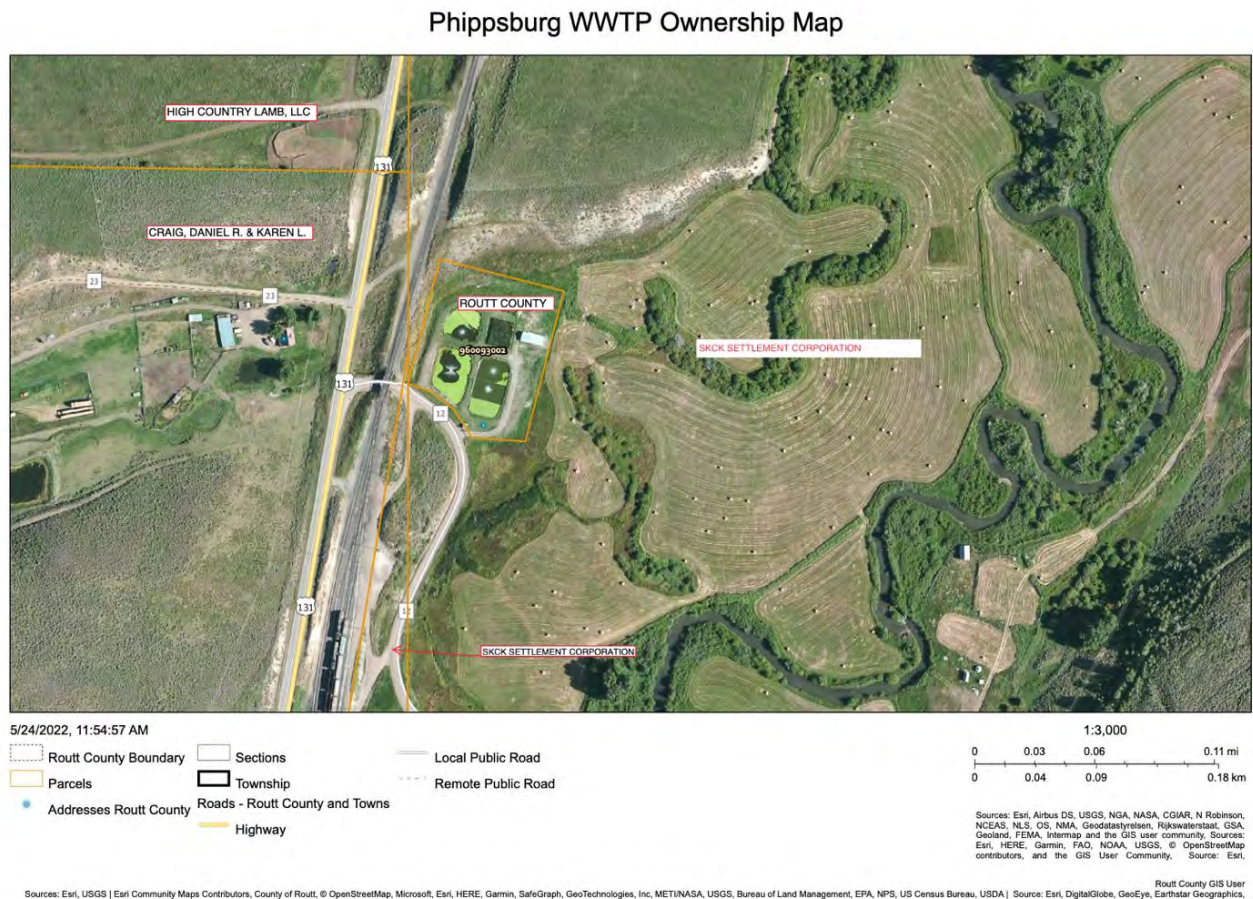 Phippsburg WWTP Ownership Map
HIGH COUNTRY LAMB, LLC
131
CRAIG, DANIEL R. & KAREN L.
23
23
ROUTT COUNTY
960093002
SKCK SETTLEMENT CORPORATION
131
12
131
12
SKCK SETTLEMENT CORPORATION
5/24/2022, 11:54:57 AM
Routt County Boundary
Parcels
Addresses Routt County
Sections
Township
Roads - Routt County and Towns
Highway
Local Public Road
Remote Public Road
1:3,000
0 0.03 0.06 0.11 mi
0 0.04 0.09 0.18 km
Sources: Esri, Airbus DS, USGS, NGA, NASA, CGIAR, N Robinson,
NCEAS, NLS, OS, NMA, Geodatastyrelsen, Rijkswaterstaat, GSA,
Geoland, FEMA, Intermap and the GIS user community, Sources:
Esri, HERE, Garmin, FAO, NOAA, USGS, © OpenStreetMap
contributors, and the GIS User Community, Source: Esri,
Routt County GIS User
Sources: Esri, USGS | Esri Community Maps Contributors, County of Routt, © OpenStreetMap, Microsoft, Esri, HERE, Garmin, SafeGraph, GeoTechnologies, Inc, METI/NASA, USGS, Bureau of Land Management, EPA, NPS, US Census Bureau, USDA | Source: Esri, DigitalGlobe, GeoEye, Earthstar Geographics,